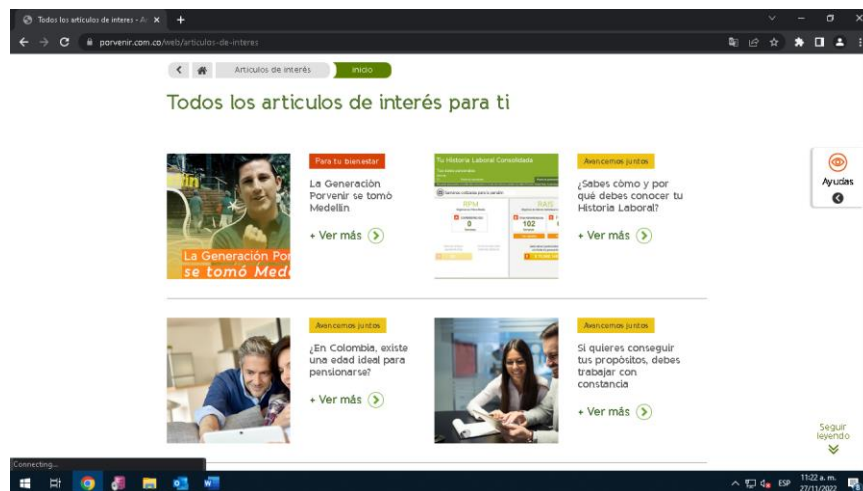 Todos los artículos de interes - Ar
porvenir.com.co/web/articulos-de-interes
Articulos de interés
inicio
Todos los articulos de interés para ti
Para tu bienestar
La Generación
Porvenir se tomó
Medellín
+ Ver más
La Generación Por
se tomó Mede
Tu Historia Laboral Consolidada
RPM
0
RAIS
102
Avancemos juntos
¿Sabes cómo y por
qué debes conocer tu
Historia Laboral?
+ Ver más
Ayudas
Avancemos juntos
¿En Colombia, existe
una edad ideal para
pensionarse?
+ Ver más
Avancemos juntos
Si quieres conseguir
tus propósitos, debes
trabajar con
constancia
+ Ver más
Seguir
leyendo
Connecting...
ESP
11:22 a. m.
27/11/2022